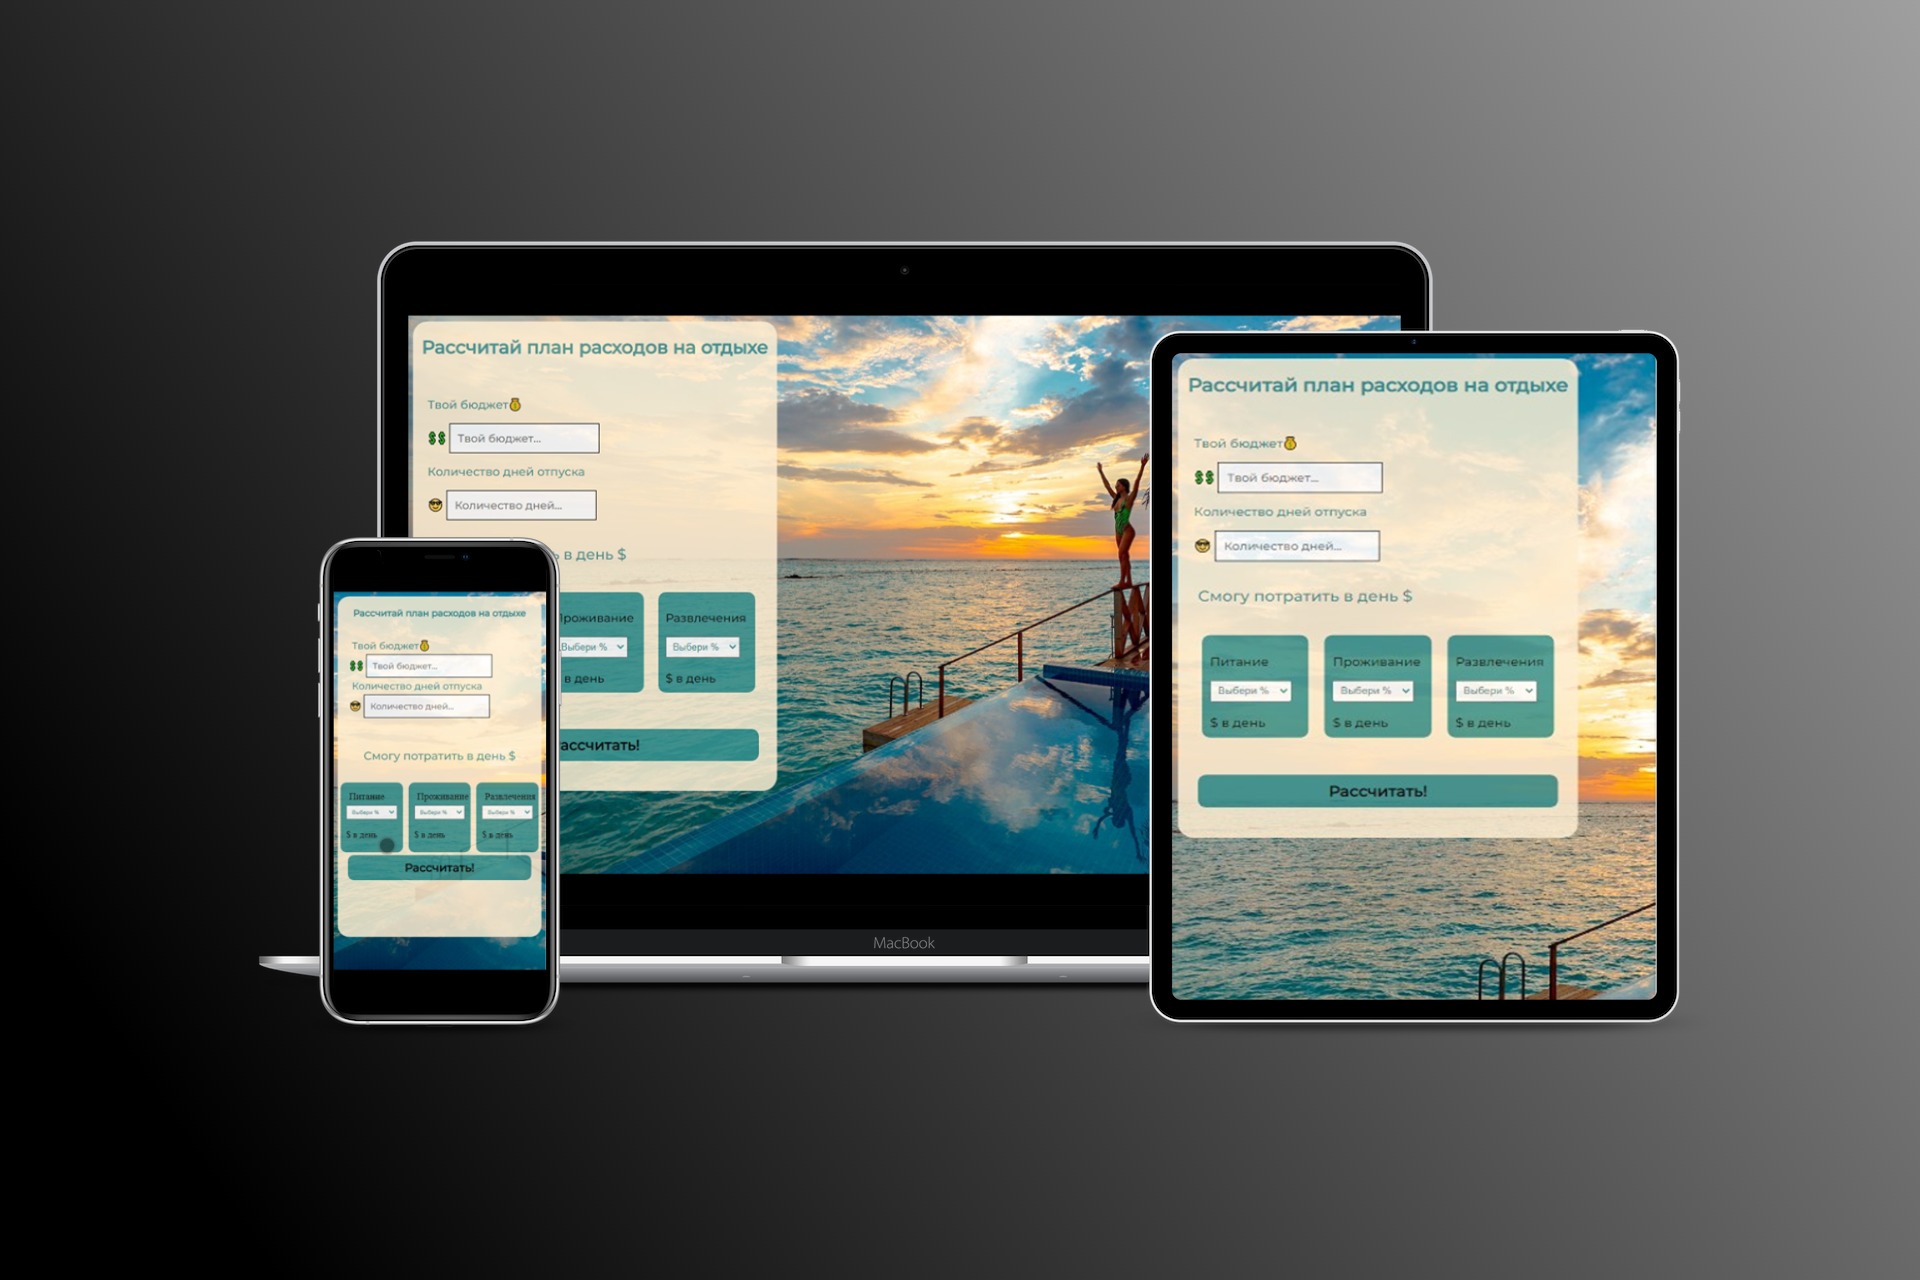 Рассчитай план расходов на отдыхе
Твой бюджет
Твой бюджет...
Количество дней отпуска
Количество дней...
в день $
Проживание
Развлечения
Выбери %
Выбери %
в день
$ в день
ассчитать!
MacBook
Рассчитай план расходов на отдыхе
Твой бюджет
$$ Твой бюджет...
Количество дней отпуска
Количество дней...
Смогу потратить в день $
Питание
Проживание
Развлечения
Выбери %
Выбери %
Выбери %
$ в день
$ в день
$ в день
Рассчитать!
Рассчитай план расходов на отдыхе
Твой бюджет
Твой бюджет...
Количество дней отпуска
Количество дней...
Смогу потратить в день $
Питание
Проживание
Развлечения
Выбери %
Выбери %
Выбери %
$ в день
$ в день
$ в день
Рассчитать!